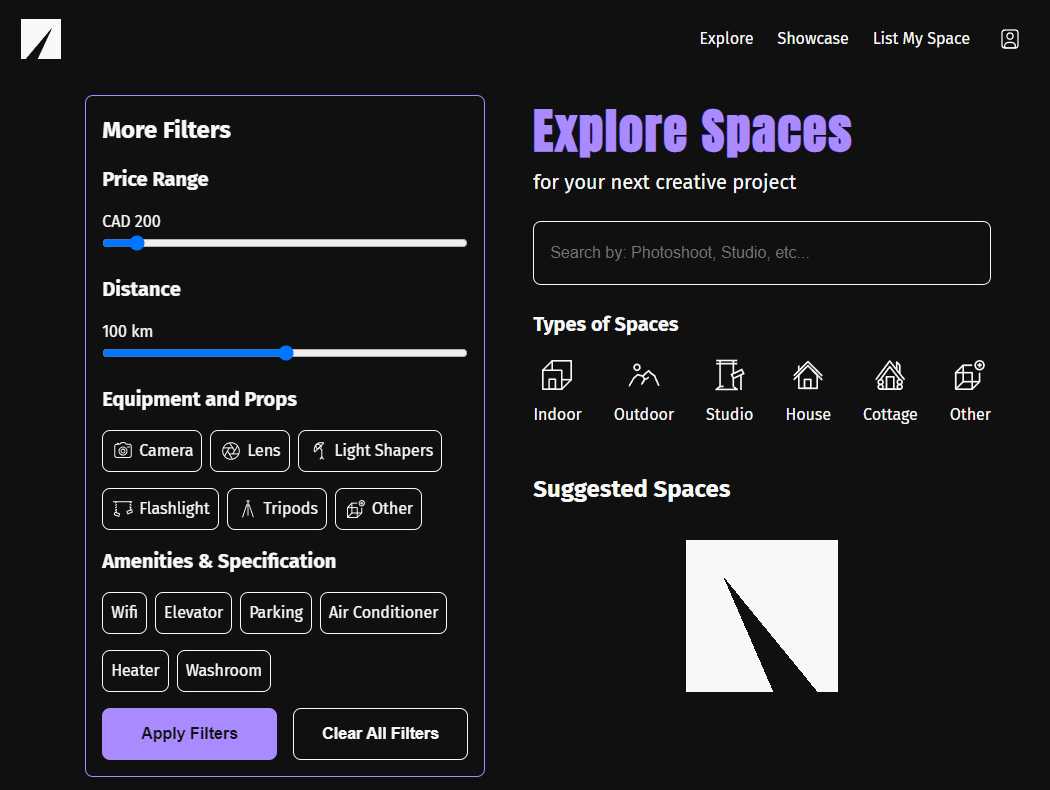 Explore Showcase List My Space
More Filters
Price Range
CAD 200
Distance
100 km
Equipment and Props
Camera Lens Light Shapers
Flashlight Tripods Other
Amenities & Specification
Wifi Elevator Parking Air Conditioner
Heater Washroom
Apply Filters Clear All Filters
Explore Spaces
for your next creative project
Search by: Photoshoot, Studio, etc...
Types of Spaces
Indoor Outdoor Studio House Cottage Other
Suggested Spaces